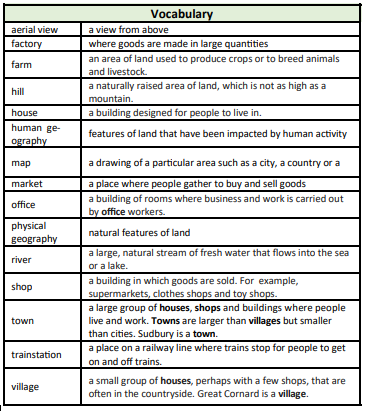 Vocabulary
aerial view a view from above
factory where goods are made in large quantities
farm an area of land used to produce crops or to breed animals
and livestock.
hill a naturally raised area of land, which is not as high as a
mountain.
house a building designed for people to live in.
human ge-
ography features of land that have been impacted by human activity
map a drawing of a particular area such as a city, a country or a
market a place where people gather to buy and sell goods
office a building of rooms where business and work is carried out
by office workers.
physical
geography natural features of land
river a large, natural stream of fresh water that flows into the sea
or a lake.
shop a building in which goods are sold. For example,
supermarkets, clothes shops and toy shops.
town a large group of houses, shops and buildings where people
live and work. Towns are larger than villages but smaller
than cities. Sudbury is a town.
trainstation a place on a railway line where trains stop for people to get
on and off trains.
village a small group of houses, perhaps with a few shops, that are
often in the countryside. Great Cornard is a village.